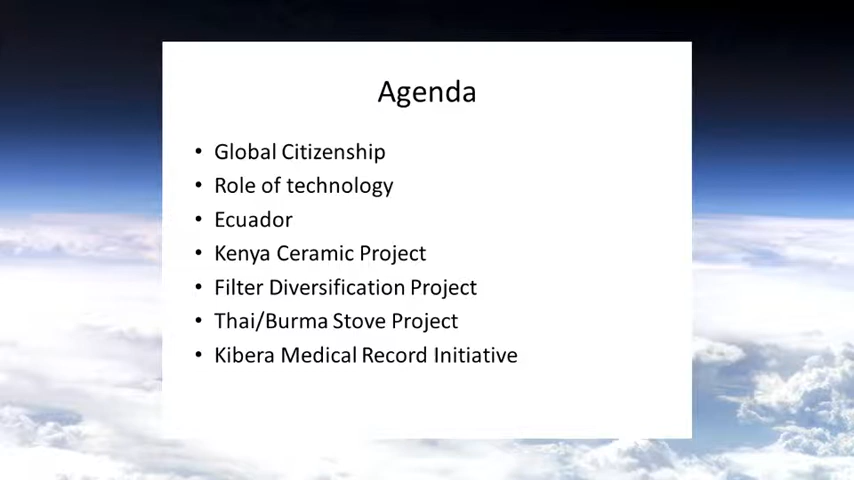 Agenda
• Global Citizenship
• Role of technology
• Ecuador
• Kenya Ceramic Project
• Filter Diversification Project
• Thai/Burma Stove Project
• Kibera Medical Record Initiative